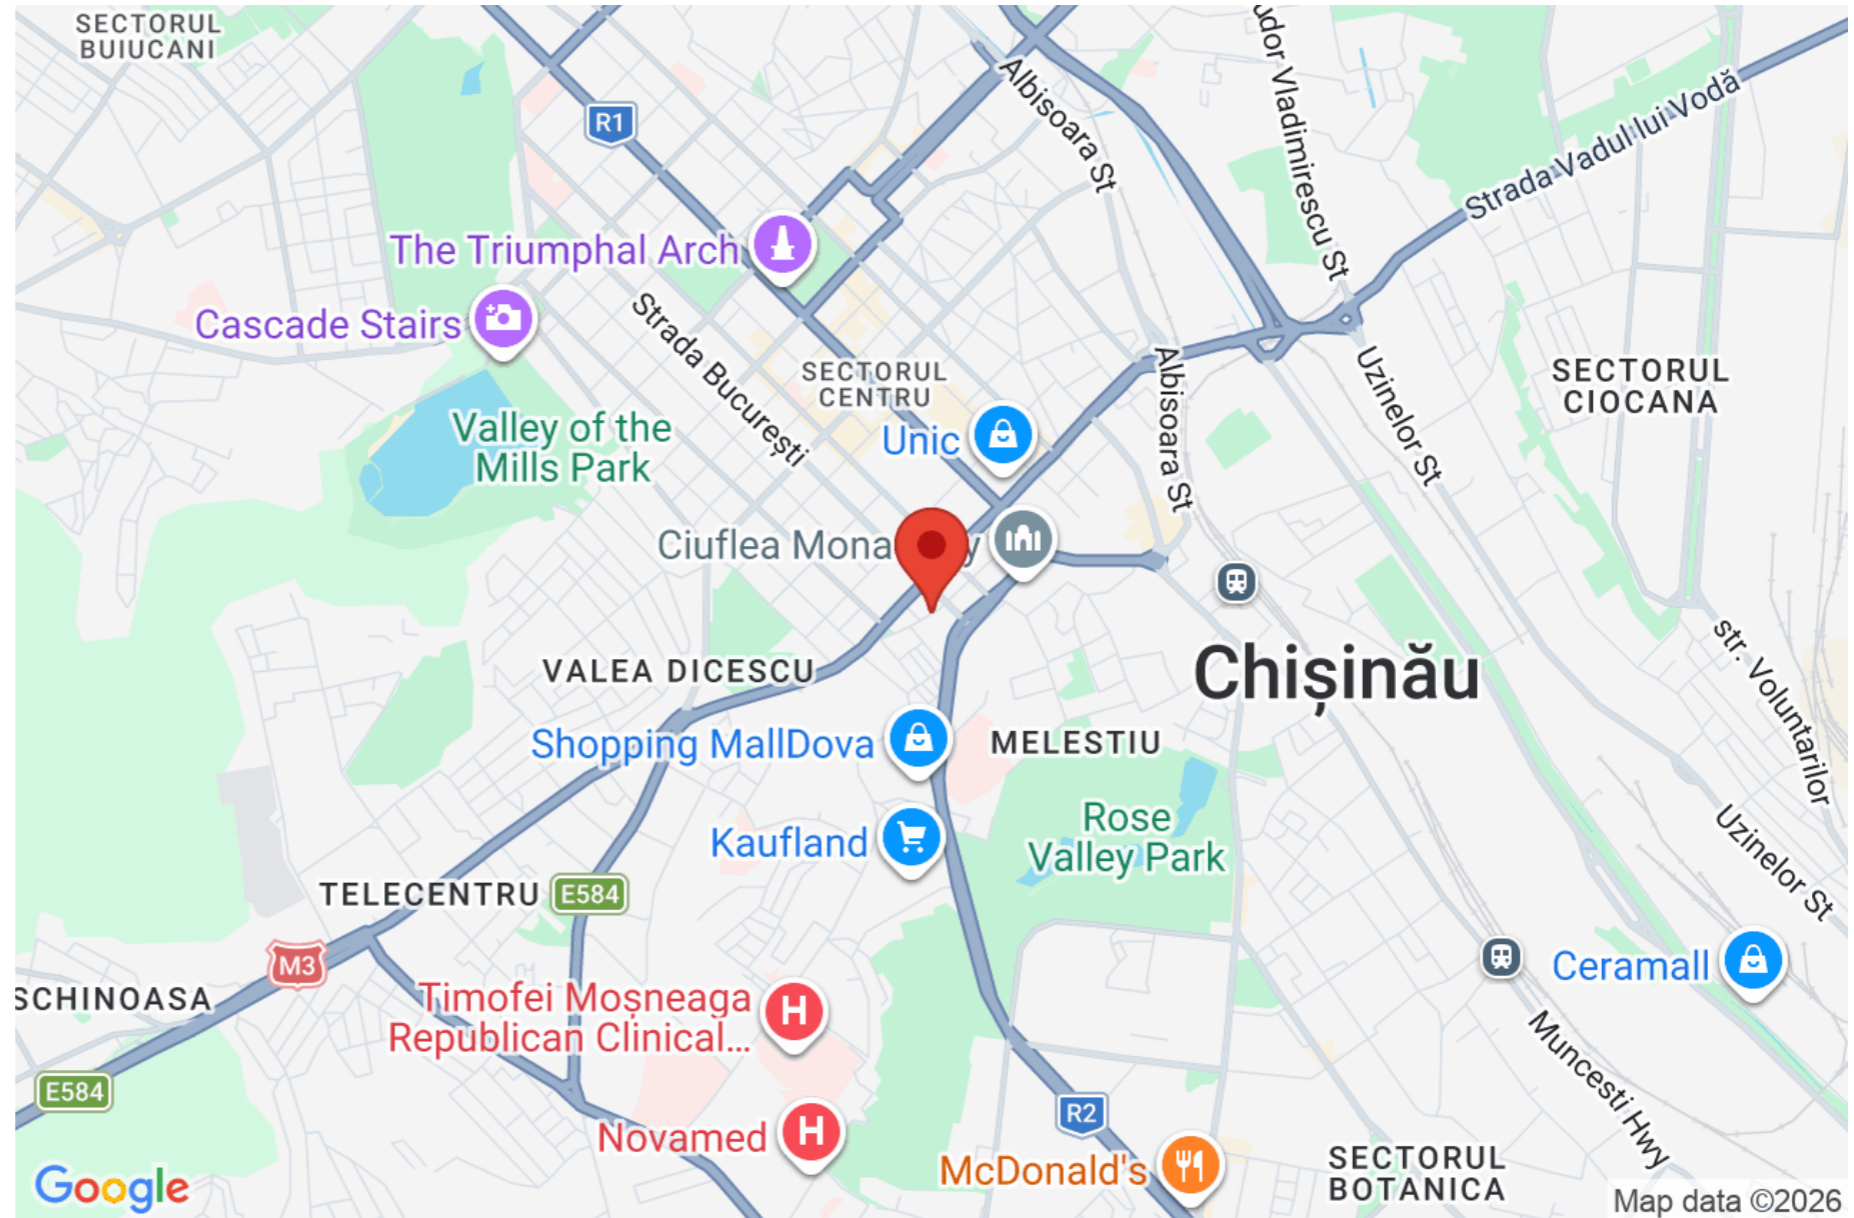 SECTORUL
BUIUCANI
R1
Albisoara St
Strada Vadul lui Vodă
The Triumphal Arch
Cascade Stairs
Strada București
SECTORUL
CENTRU
Albisoara St
Uzinelor St
SECTORUL
CIOCANA
Valley of the
Mills Park
Unic
Ciuflea
VALEA DICESCU
Chișinău
str. Voluntarilor
Shopping MallDova
MELESTIU
Rose
Valley Park
Kaufland
Uzinelor St
TELECENTRU
E584
M3
Ceramall
SCHINOASA
Timofei Moșneaga
Republican Clinical...
Muncesti Hwy
E584
R2
Novamed
McDonald's
SECTORUL
BOTANICA
Google
Map data ©2026